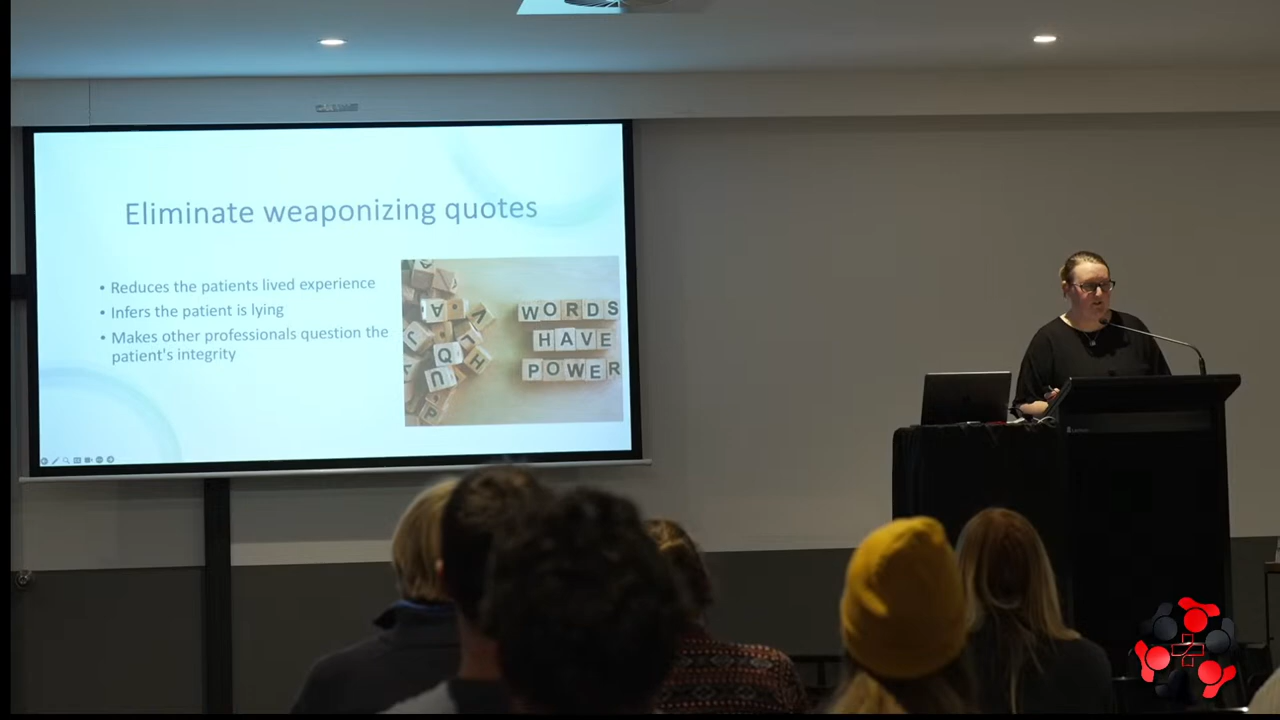 Eliminate weaponizing quotes
• Reduces the patients lived experience
• Infers the patient is lying
• Makes other professionals question the
patient's integrity
WORDS
HAVE
POWER
A
V
J
L
Q
H
U
P